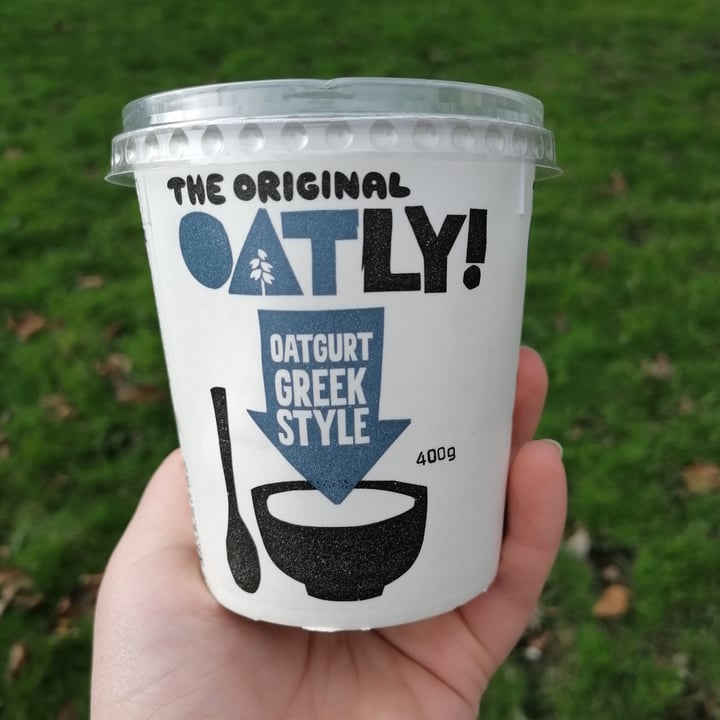 THE ORIGINAL
OATLY!
OATGURT
GREEK
STYLE
400g